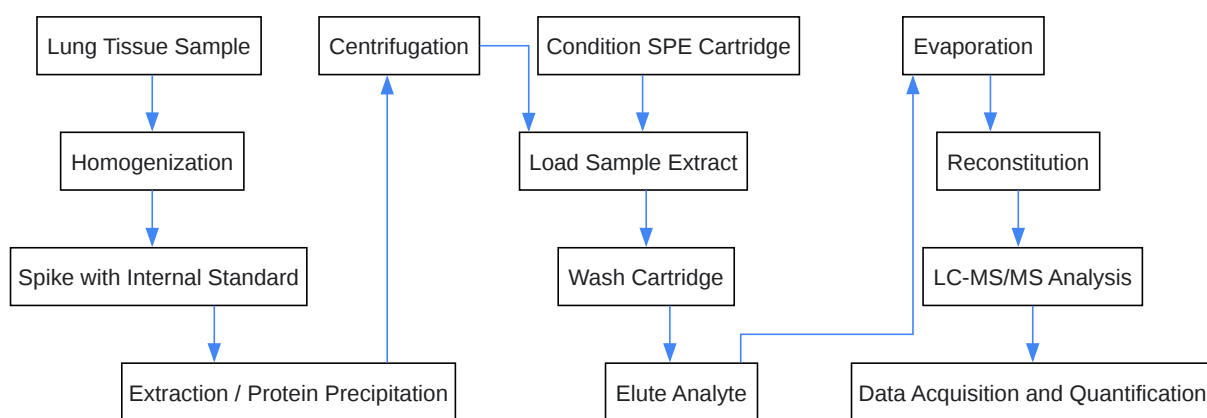 Lung Tissue Sample
Homogenization
Spike with Internal Standard
Extraction / Protein Precipitation
Centrifugation
Condition SPE Cartridge
Load Sample Extract
Wash Cartridge
Elute Analyte
Evaporation
Reconstitution
LC-MS/MS Analysis
Data Acquisition and Quantification